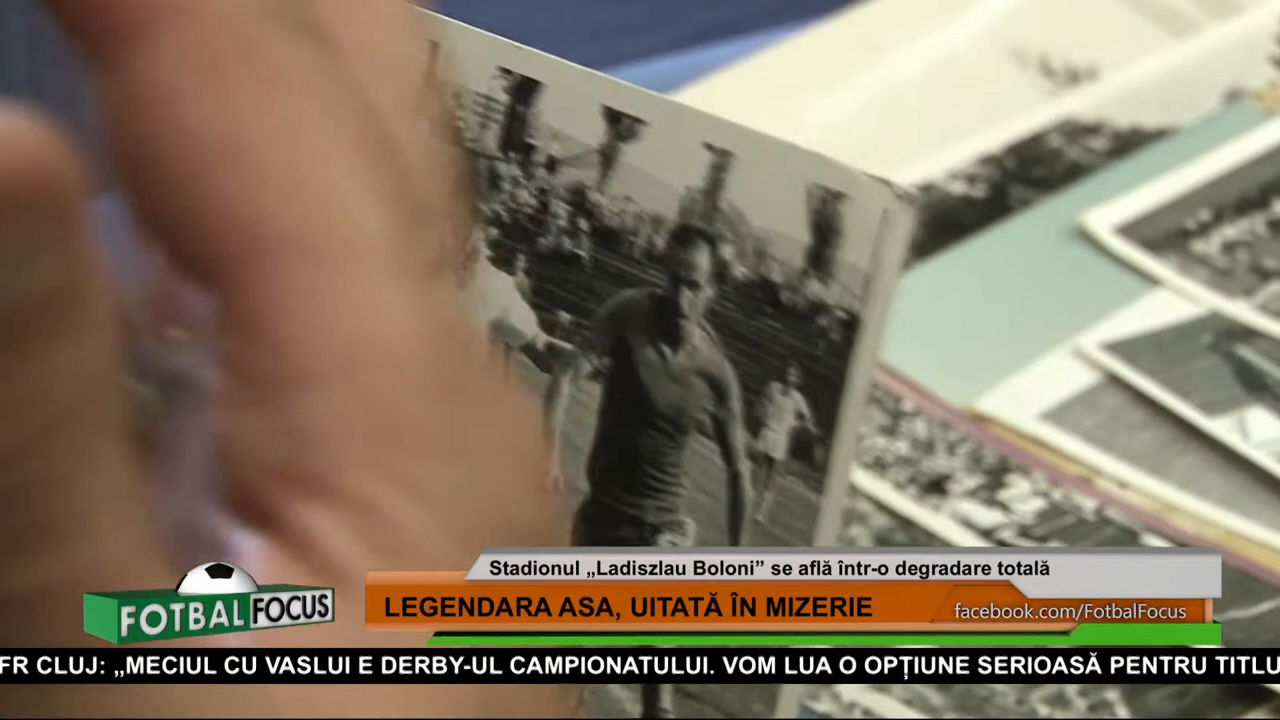 Stadionul „Ladiszlau Boloni” se află într-o degradare totală
FOTBAL FOCUS
LEGENDARA ASA, UITATĂ ÎN MIZERIE
facebook.com/FotbalFocus
FR CLUJ: „MECIUL CU VASLUI E DERBY-UL CAMPIONATULUI. VOM LUA O OPȚIUNE SERIOASĂ PENTRU TITLU